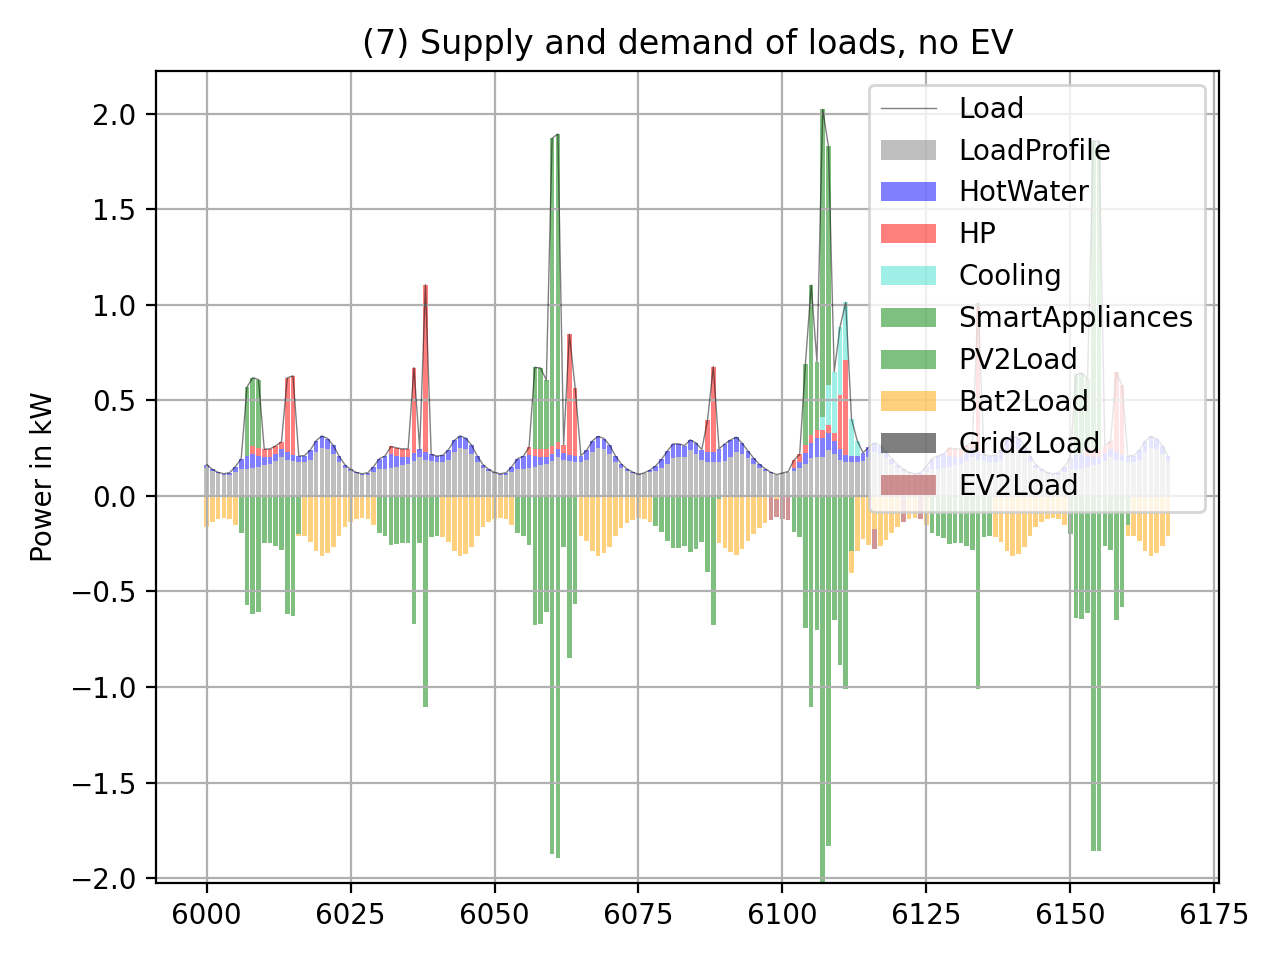 (7) Supply and demand of loads, no EV
Power in kW
2.0
1.5
1.0
0.5
0.0
−0.5
−1.0
−1.5
−2.0
Load
LoadProfile
HotWater
HP
Cooling
SmartAppliances
PV2Load
Bat2Load
Grid2Load
EV2Load
6000 6025 6050 6075 6100 6125 6150 6175